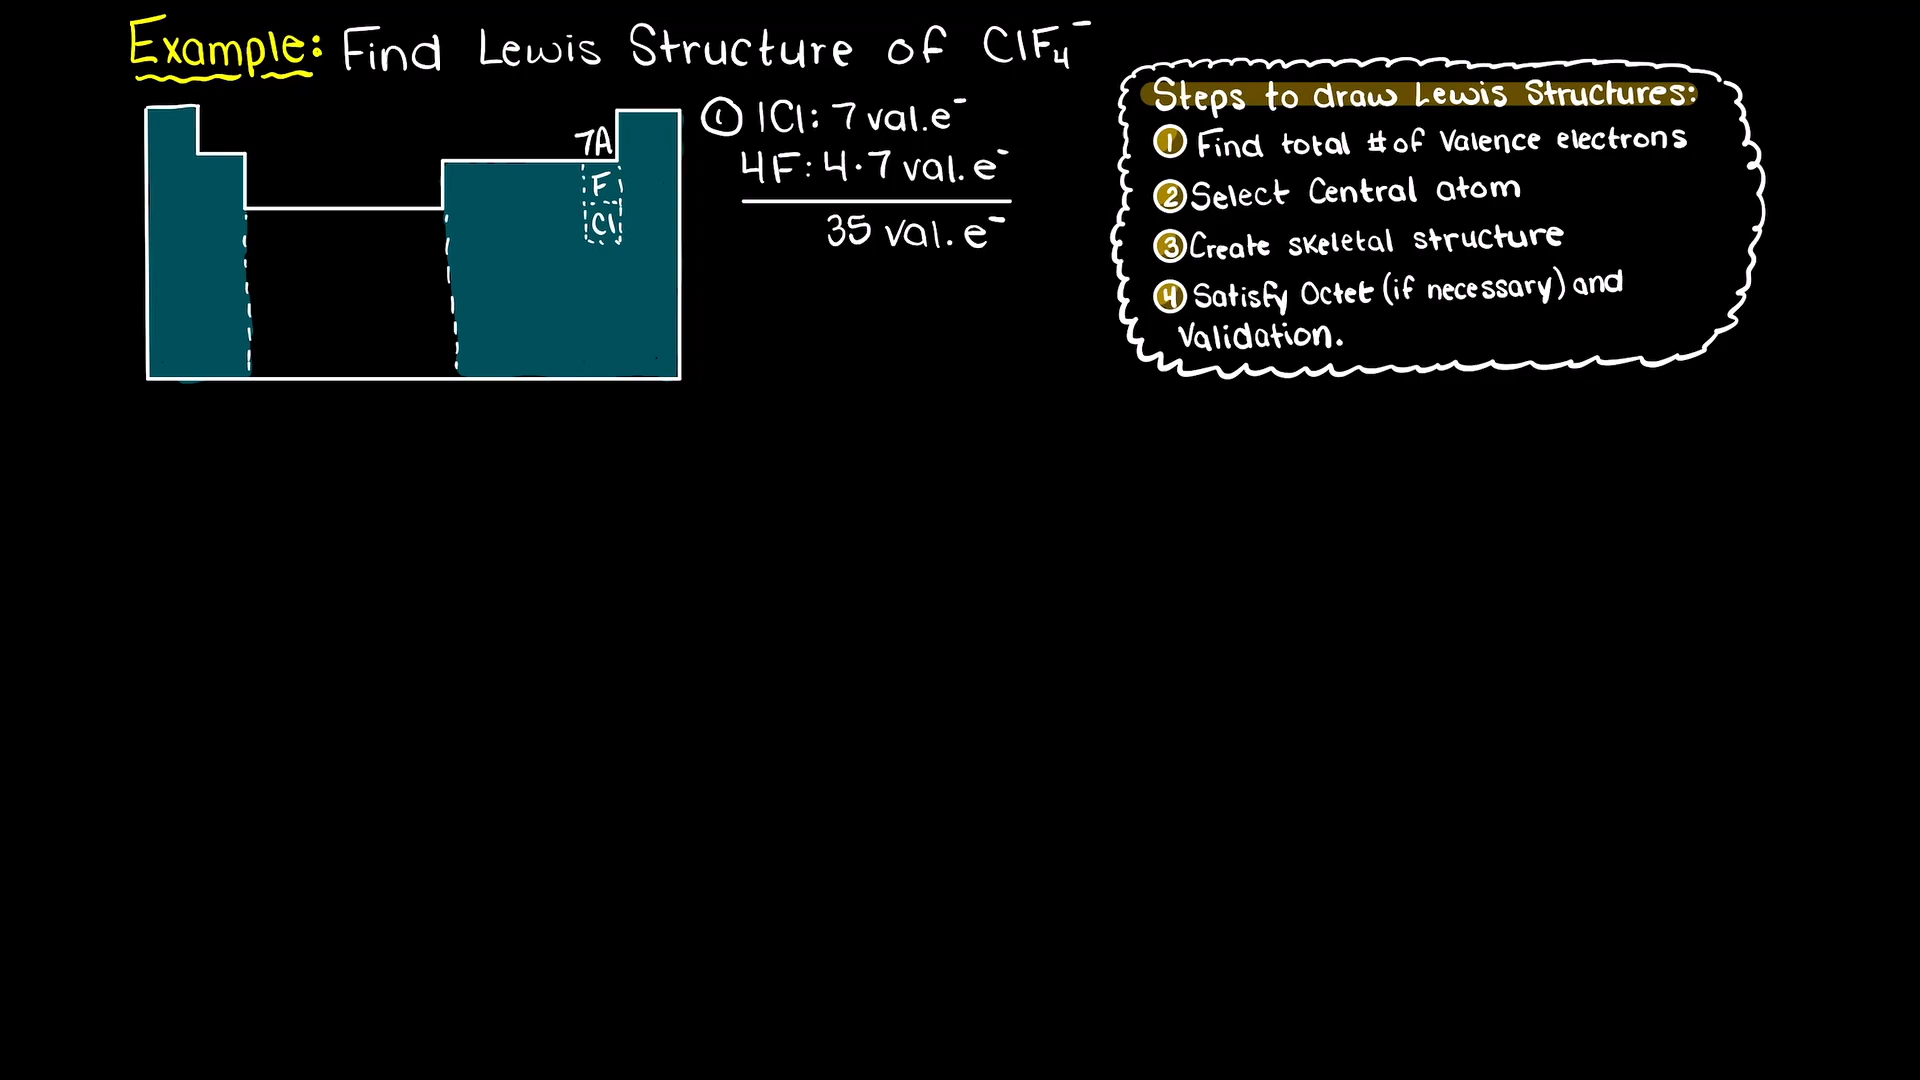 Example: Find Lewis Structure of ClF₄⁻
7A
F
Cl
① 1Cl: 7 val.e⁻
4F: 4·7 val.e⁻
35 val.e⁻
Steps to draw Lewis Structures:
① Find total # of Valence electrons
② Select Central atom
③ Create skeletal structure
④ Satisfy Octet (if necessary) and
Validation.